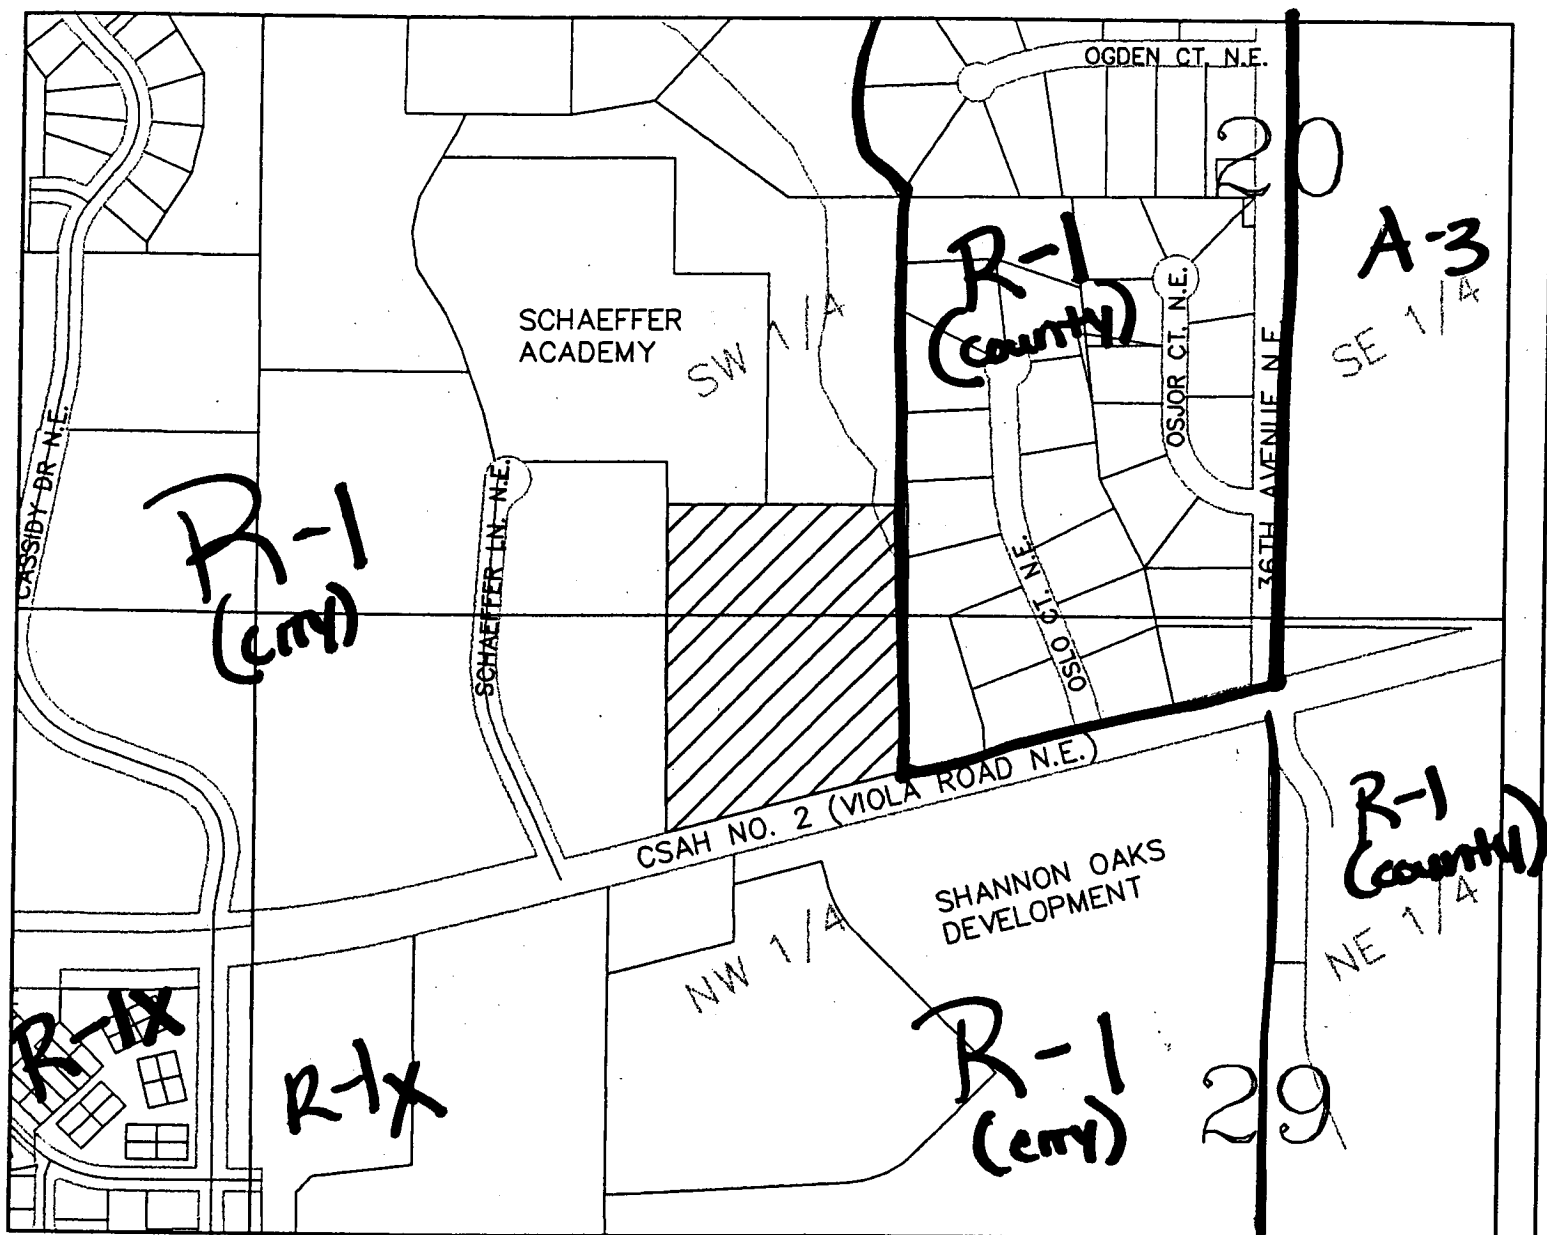 OGDEN CT. N.E.
20
R-1
(county)
A-3
SE 1/4
SCHAEFFER
ACADEMY
SW 1/4
OSJOR CT. N.E.
36TH AVENUE N.E.
CASSIDY DR N.E.
R-1
(city)
SCHAEFFER LN. N.E.
OSLO CT. N.E.
CSAH NO. 2 (VIOLA ROAD N.E.)
R-1
(county)
SHANNON OAKS
DEVELOPMENT
NW 1/4
NE 1/4
R-1X
R-1X
R-1
(city)
29